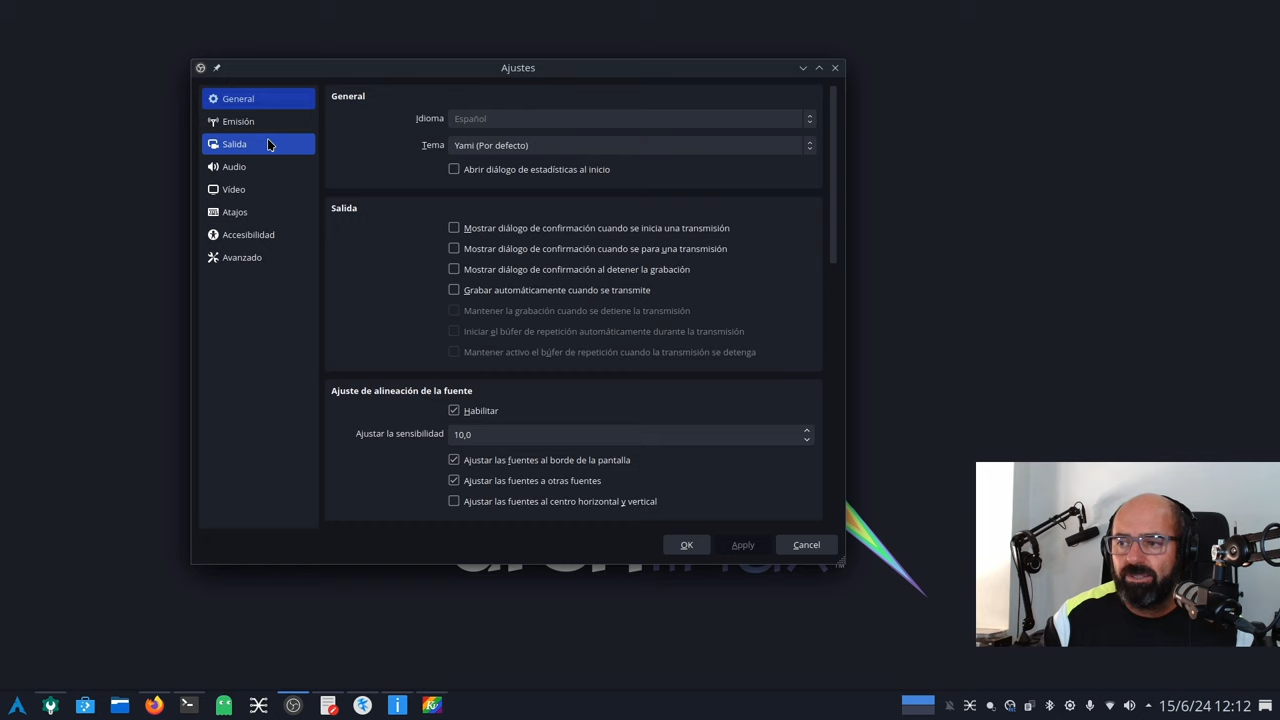 Ajustes
General
Emisión
Salida
Audio
Vídeo
Atajos
Accesibilidad
Avanzado
General
Idioma Español
Tema Yami (Por defecto)
Abrir diálogo de estadísticas al inicio
Salida
Mostrar diálogo de confirmación cuando se inicia una transmisión
Mostrar diálogo de confirmación cuando se para una transmisión
Mostrar diálogo de confirmación al detener la grabación
Grabar automáticamente cuando se transmite
Mantener la grabación cuando se detiene la transmisión
Iniciar el búfer de repetición automáticamente durante la transmisión
Mantener activo el búfer de repetición cuando la transmisión se detenga
Ajuste de alineación de la fuente
Habilitar
Ajustar la sensibilidad 10,0
Ajustar las fuentes al borde de la pantalla
Ajustar las fuentes a otras fuentes
Ajustar las fuentes al centro horizontal y vertical
OK Apply Cancel
15/6/24 12:12